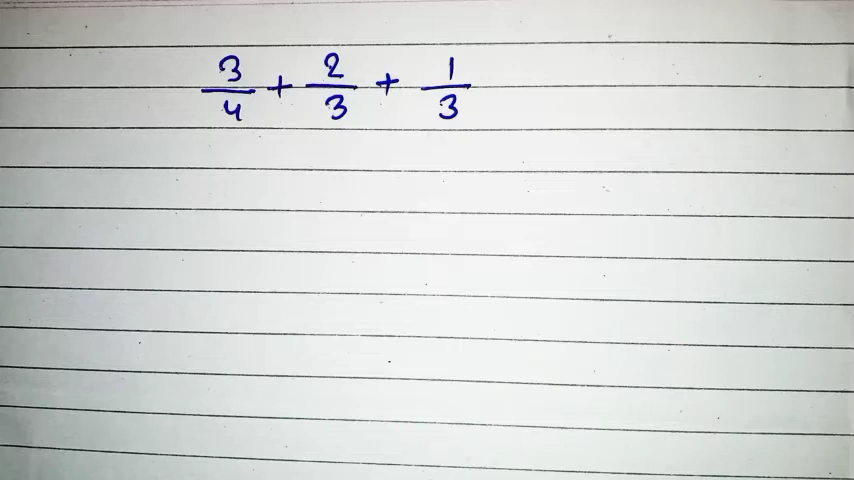 3/4 + 2/3 + 1/3